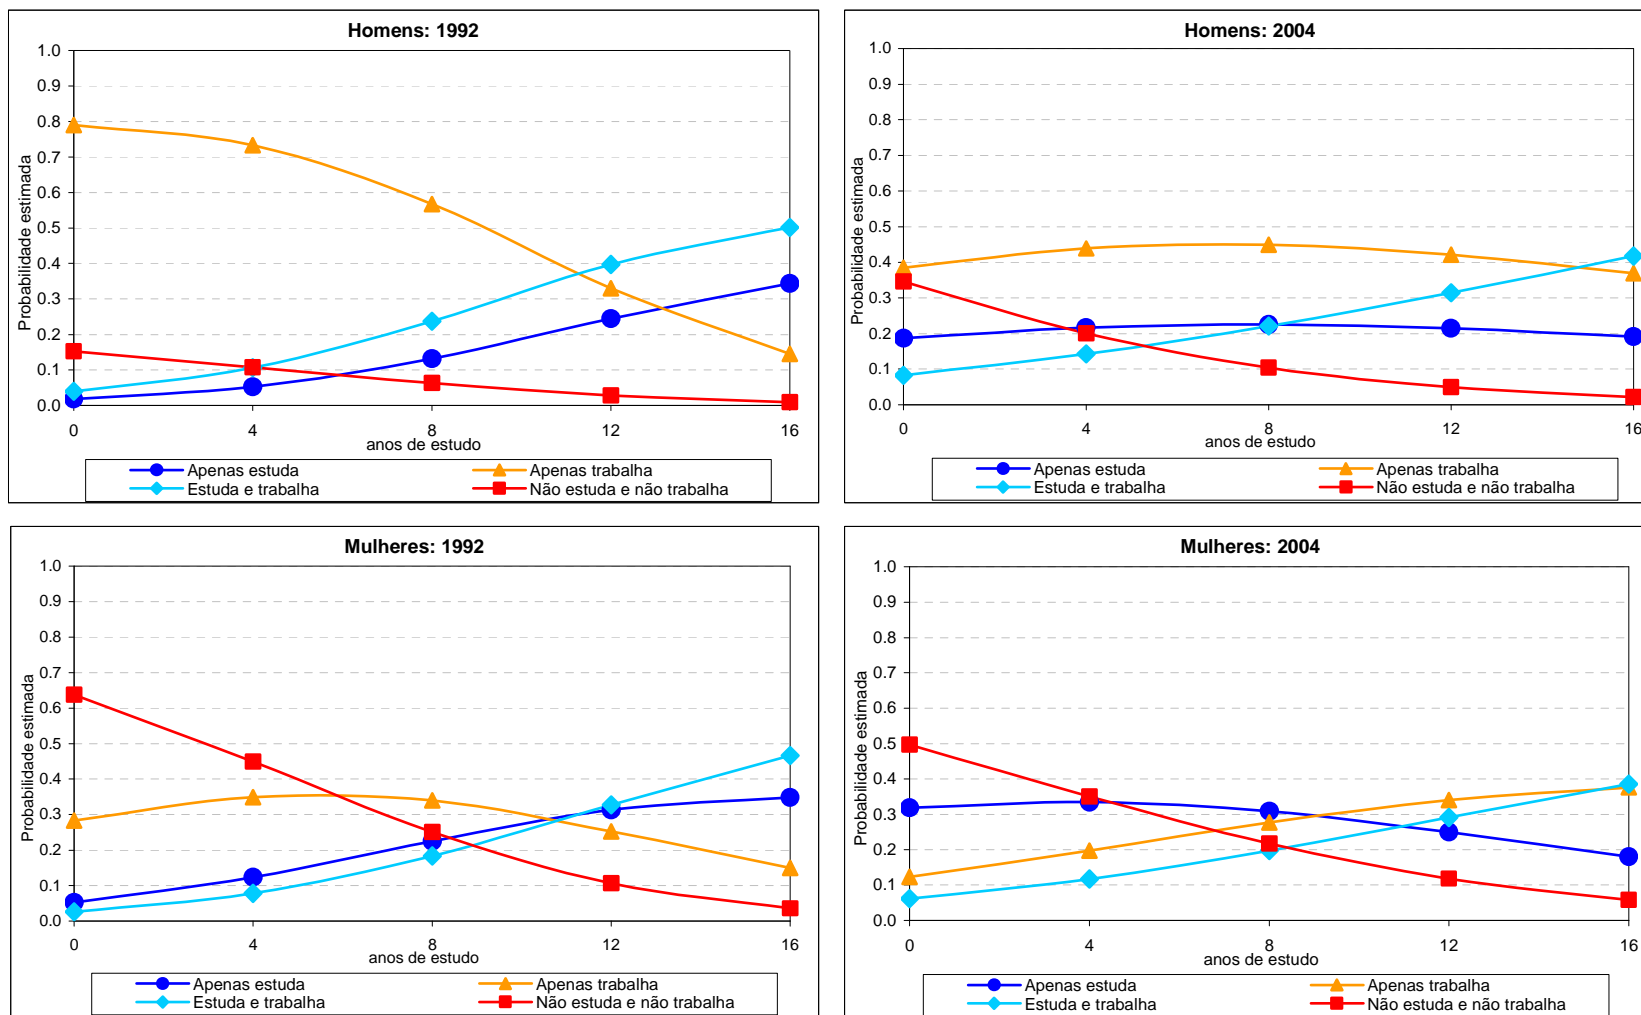 Homens: 1992
Probabilidade estimada
1.0
0.9
0.8
0.7
0.6
0.5
0.4
0.3
0.2
0.1
0.0
0 4 8 12 16
anos de estudo
Apenas estuda Apenas trabalha
Estuda e trabalha Não estuda e não trabalha
Homens: 2004
Probabilidade estimada
1.0
0.9
0.8
0.7
0.6
0.5
0.4
0.3
0.2
0.1
0.0
0 4 8 12 16
anos de estudo
Apenas estuda Apenas trabalha
Estuda e trabalha Não estuda e não trabalha
Mulheres: 1992
Probabilidade estimada
1.0
0.9
0.8
0.7
0.6
0.5
0.4
0.3
0.2
0.1
0.0
0 4 8 12 16
anos de estudo
Apenas estuda Apenas trabalha
Estuda e trabalha Não estuda e não trabalha
Mulheres: 2004
Probabilidade estimada
1.0
0.9
0.8
0.7
0.6
0.5
0.4
0.3
0.2
0.1
0.0
0 4 8 12 16
anos de estudo
Apenas estuda Apenas trabalha
Estuda e trabalha Não estuda e não trabalha